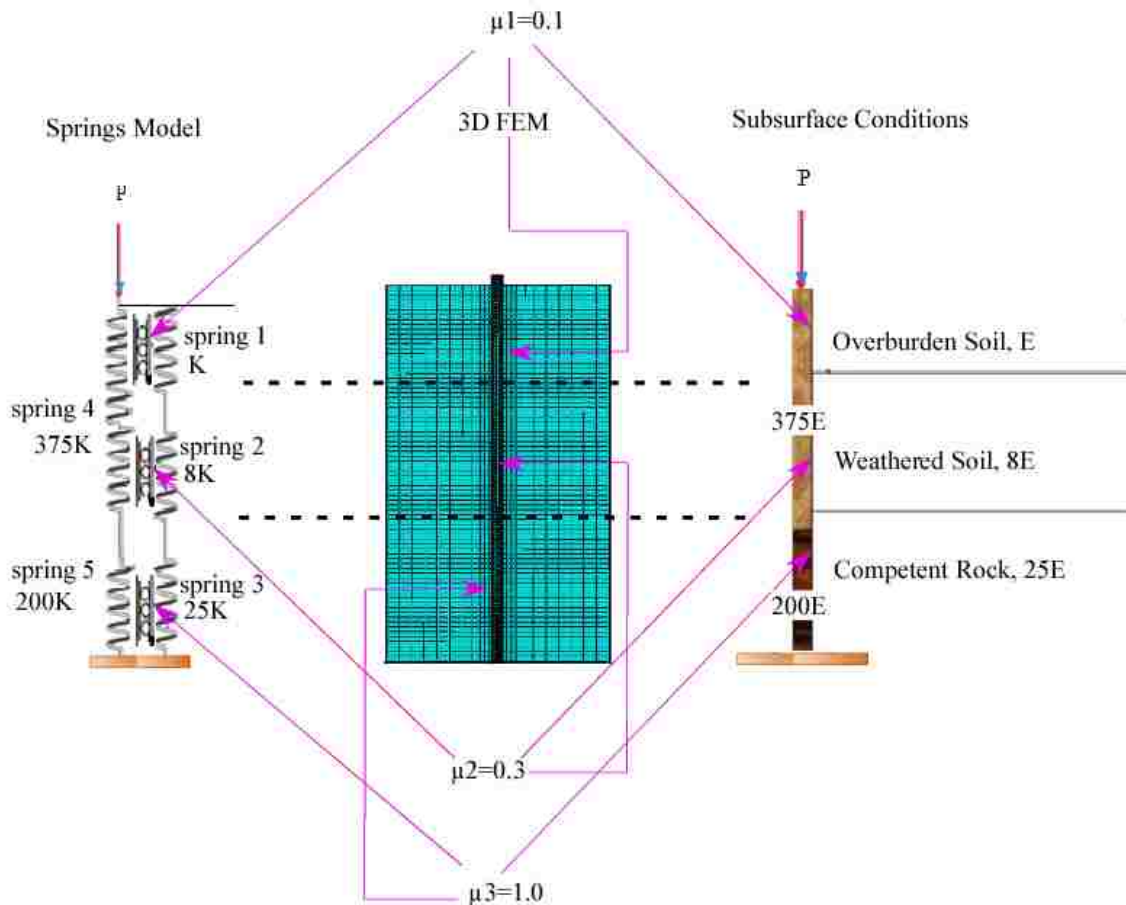 μ1=0.1
Springs Model
3D FEM
Subsurface Conditions
P
P
spring 1
K
Overburden Soil, E
spring 4
375K
375E
spring 2
8K
Weathered Soil, 8E
spring 5
200K
spring 3
25K
Competent Rock, 25E
200E
μ2=0.3
μ3=1.0